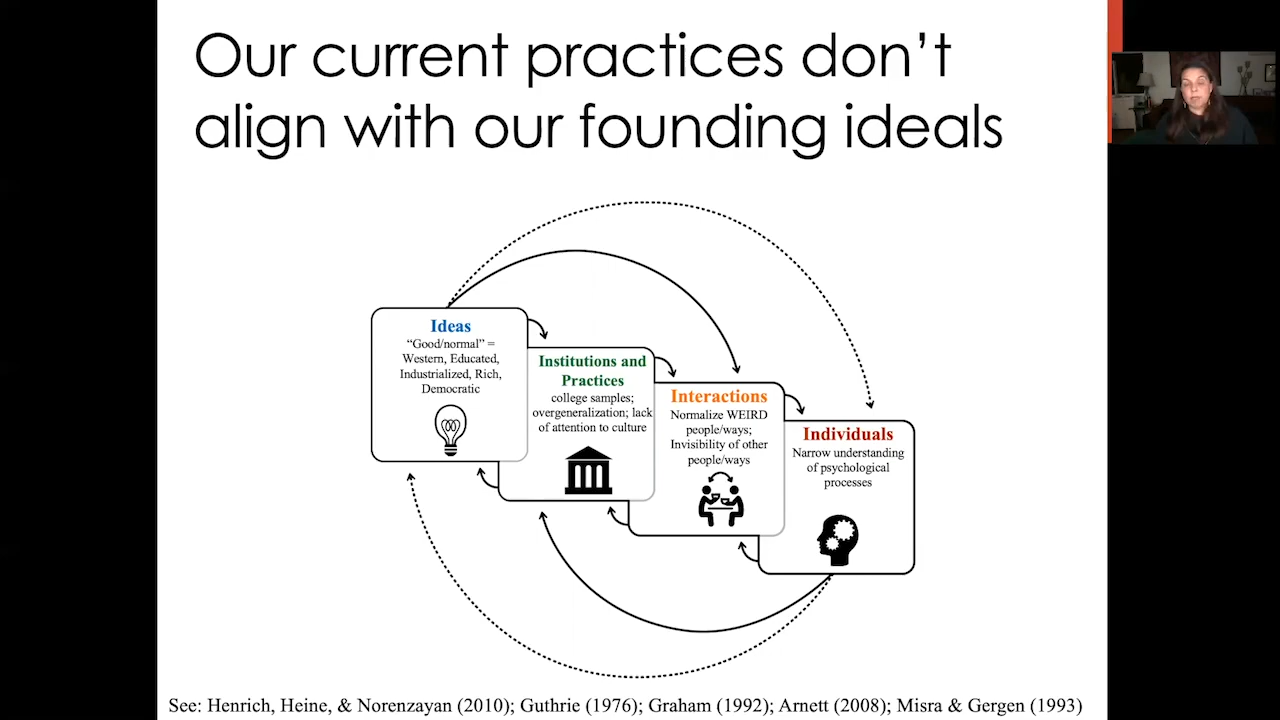 Our current practices don’t
align with our founding ideals
Ideas
“Good/normal” =
Western, Educated,
Industrialized, Rich,
Democratic
Institutions and
Practices
college samples;
overgeneralization; lack
of attention to culture
Interactions
Normalize WEIRD
people/ways;
Invisibility of other
people/ways
Individuals
Narrow understanding
of psychological
processes
See: Henrich, Heine, & Norenzayan (2010); Guthrie (1976); Graham (1992); Arnett (2008); Misra & Gergen (1993)